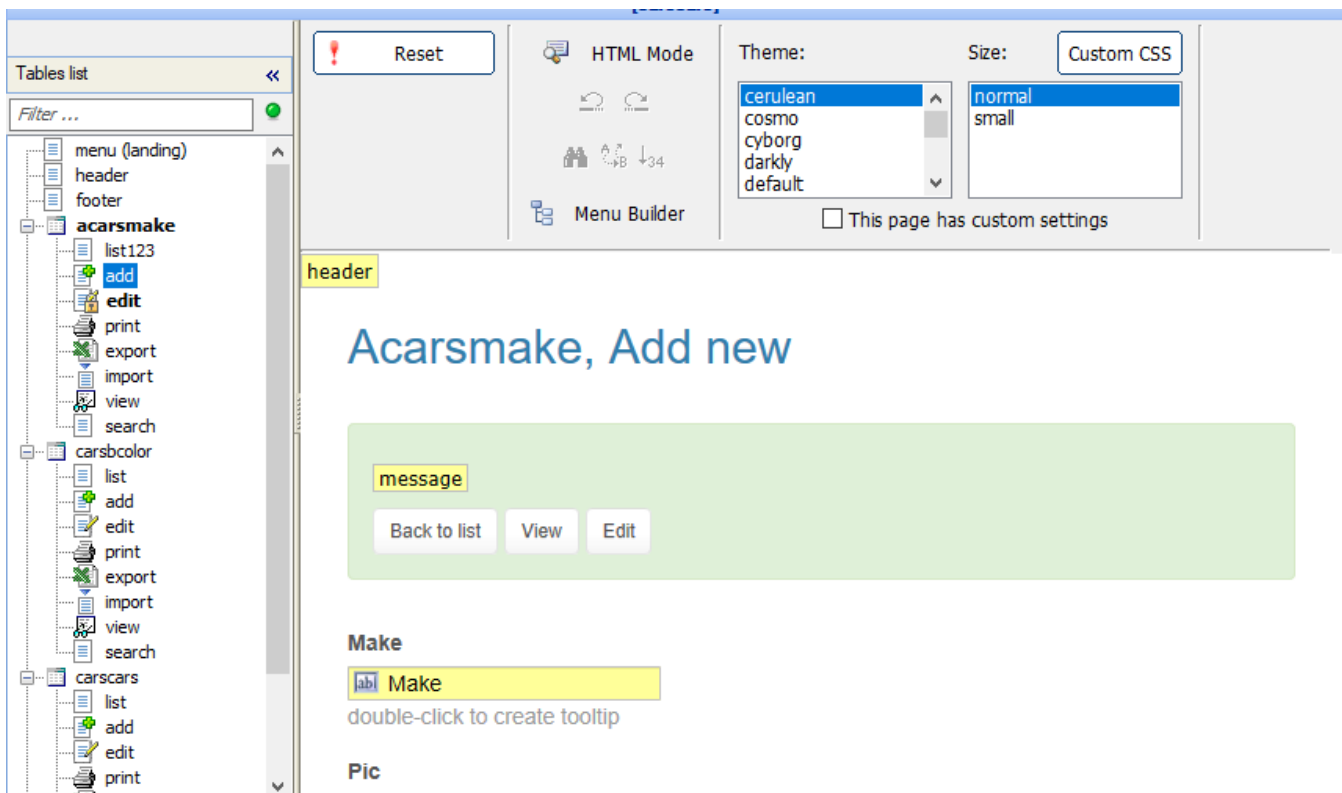 Reset
HTML Mode
Theme:
Size:
Custom CSS
Tables list
«
Filter ...
cerulean
cosmo
cyborg
darkly
default
normal
small
34
Menu Builder
This page has custom settings
menu (landing)
header
footer
acarsmake
list123
add
edit
print
export
import
view
search
carsbcolor
list
add
edit
print
export
import
view
search
carscars
list
add
edit
print
header
Acarsmake, Add new
message
Back to list View Edit
Make
ab Make
double-click to create tooltip
Pic